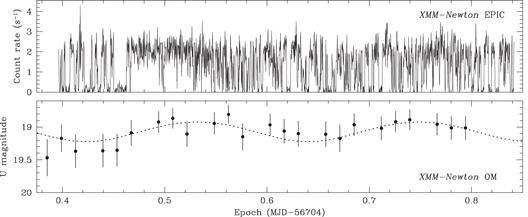 XMM-Newton EPIC
Count rate (s⁻¹)
4
3
2
1
0
U magnitude
19
19.5
20
XMM-Newton OM
0.4 0.5 0.6 0.7 0.8
Epoch (MJD-56704)